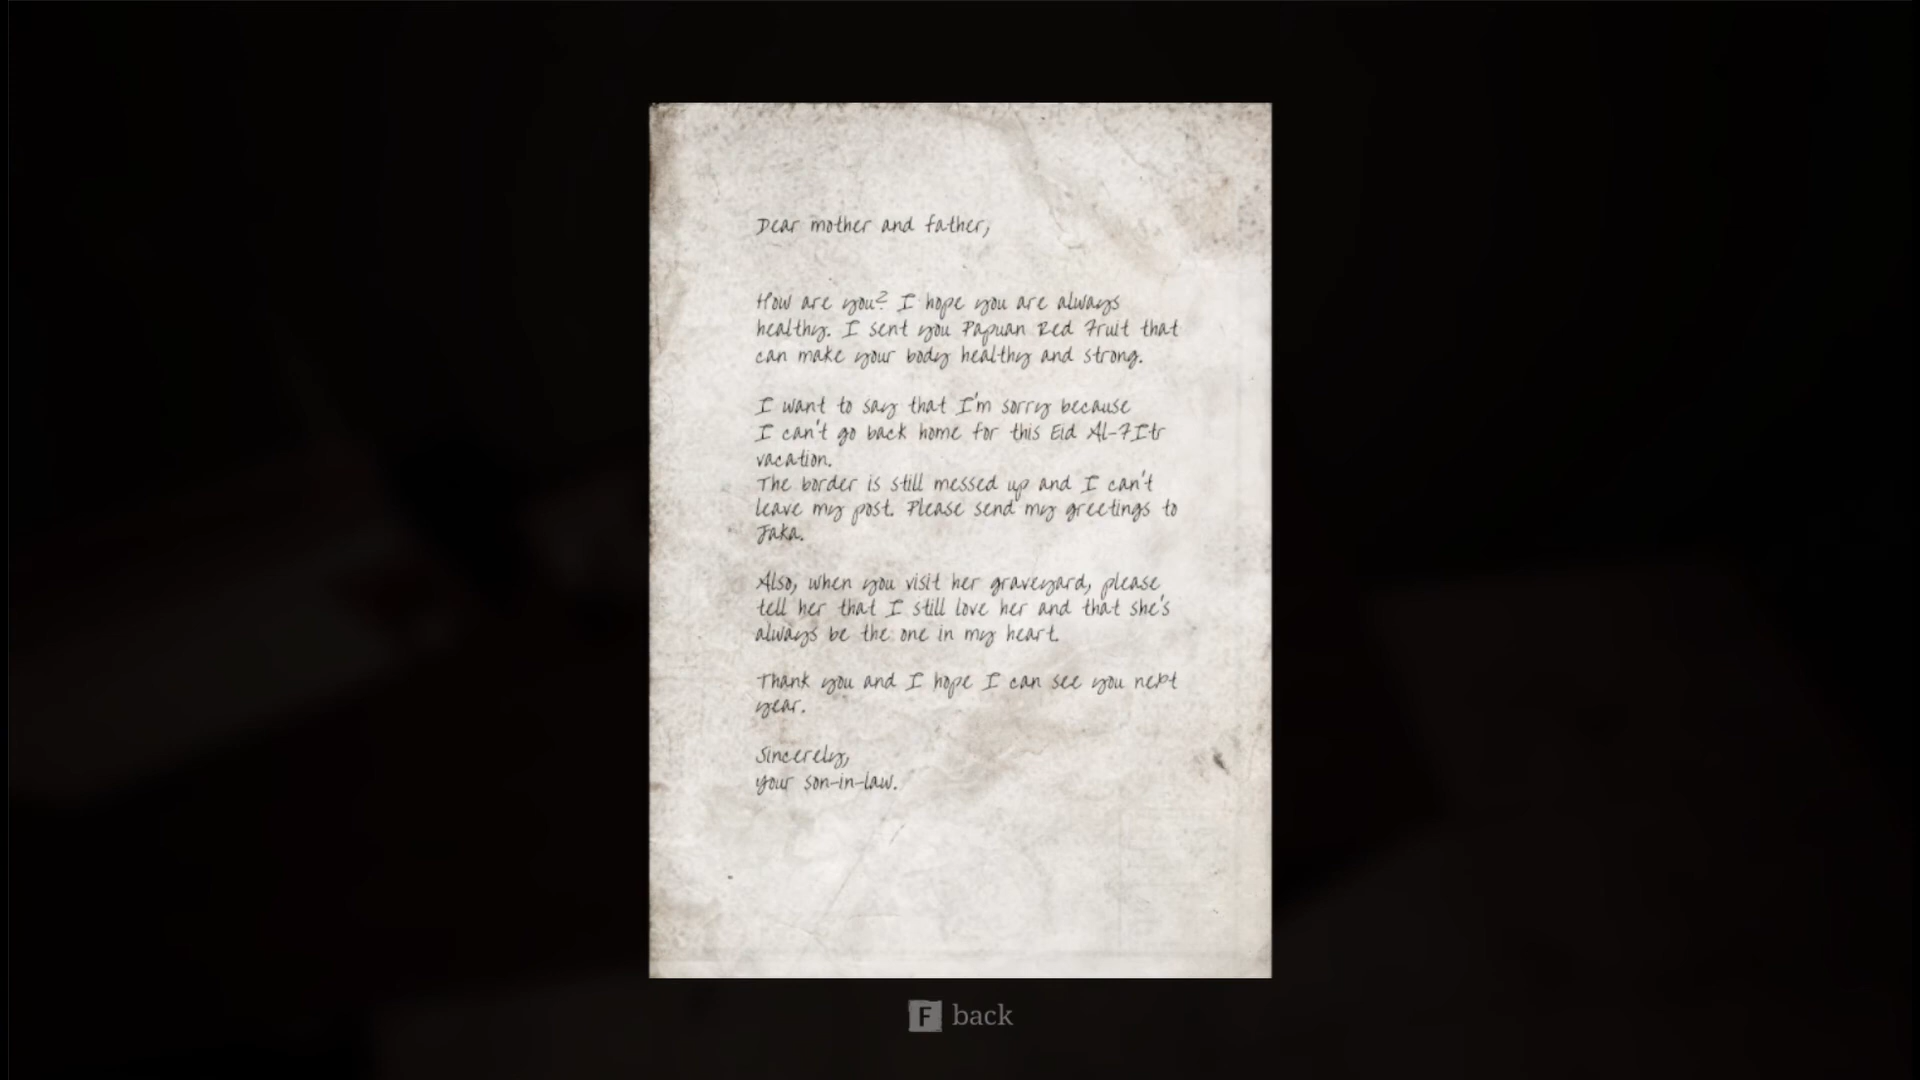 Dear mother and father,
How are you? I hope you are always
healthy. I sent you Papuan Red Fruit that
can make your body healthy and strong.
I want to say that I'm sorry because
I can't go back home for this Eid Al-FItr
vacation.
The border is still messed up and I can't
leave my post. Please send my greetings to
Jaka.
Also, when you visit her graveyard, please
tell her that I still love her and that she's
always be the one in my heart.
Thank you and I hope I can see you next
year.
Sincerely,
your son-in-law.
F back